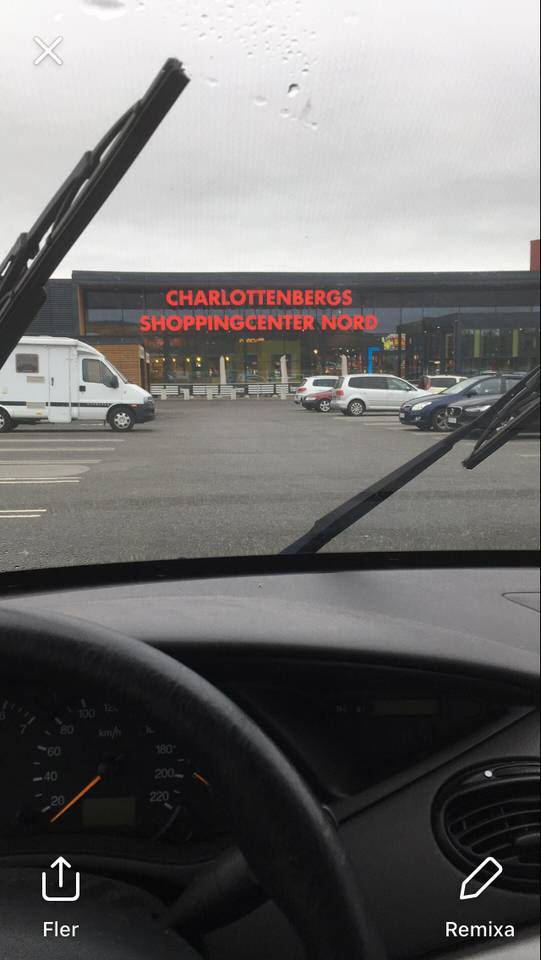 CHARLOTTENBERGS
SHOPPINGCENTER NORD
80
100
km/h
60
40
20
180
200
220
Fler
Remixa